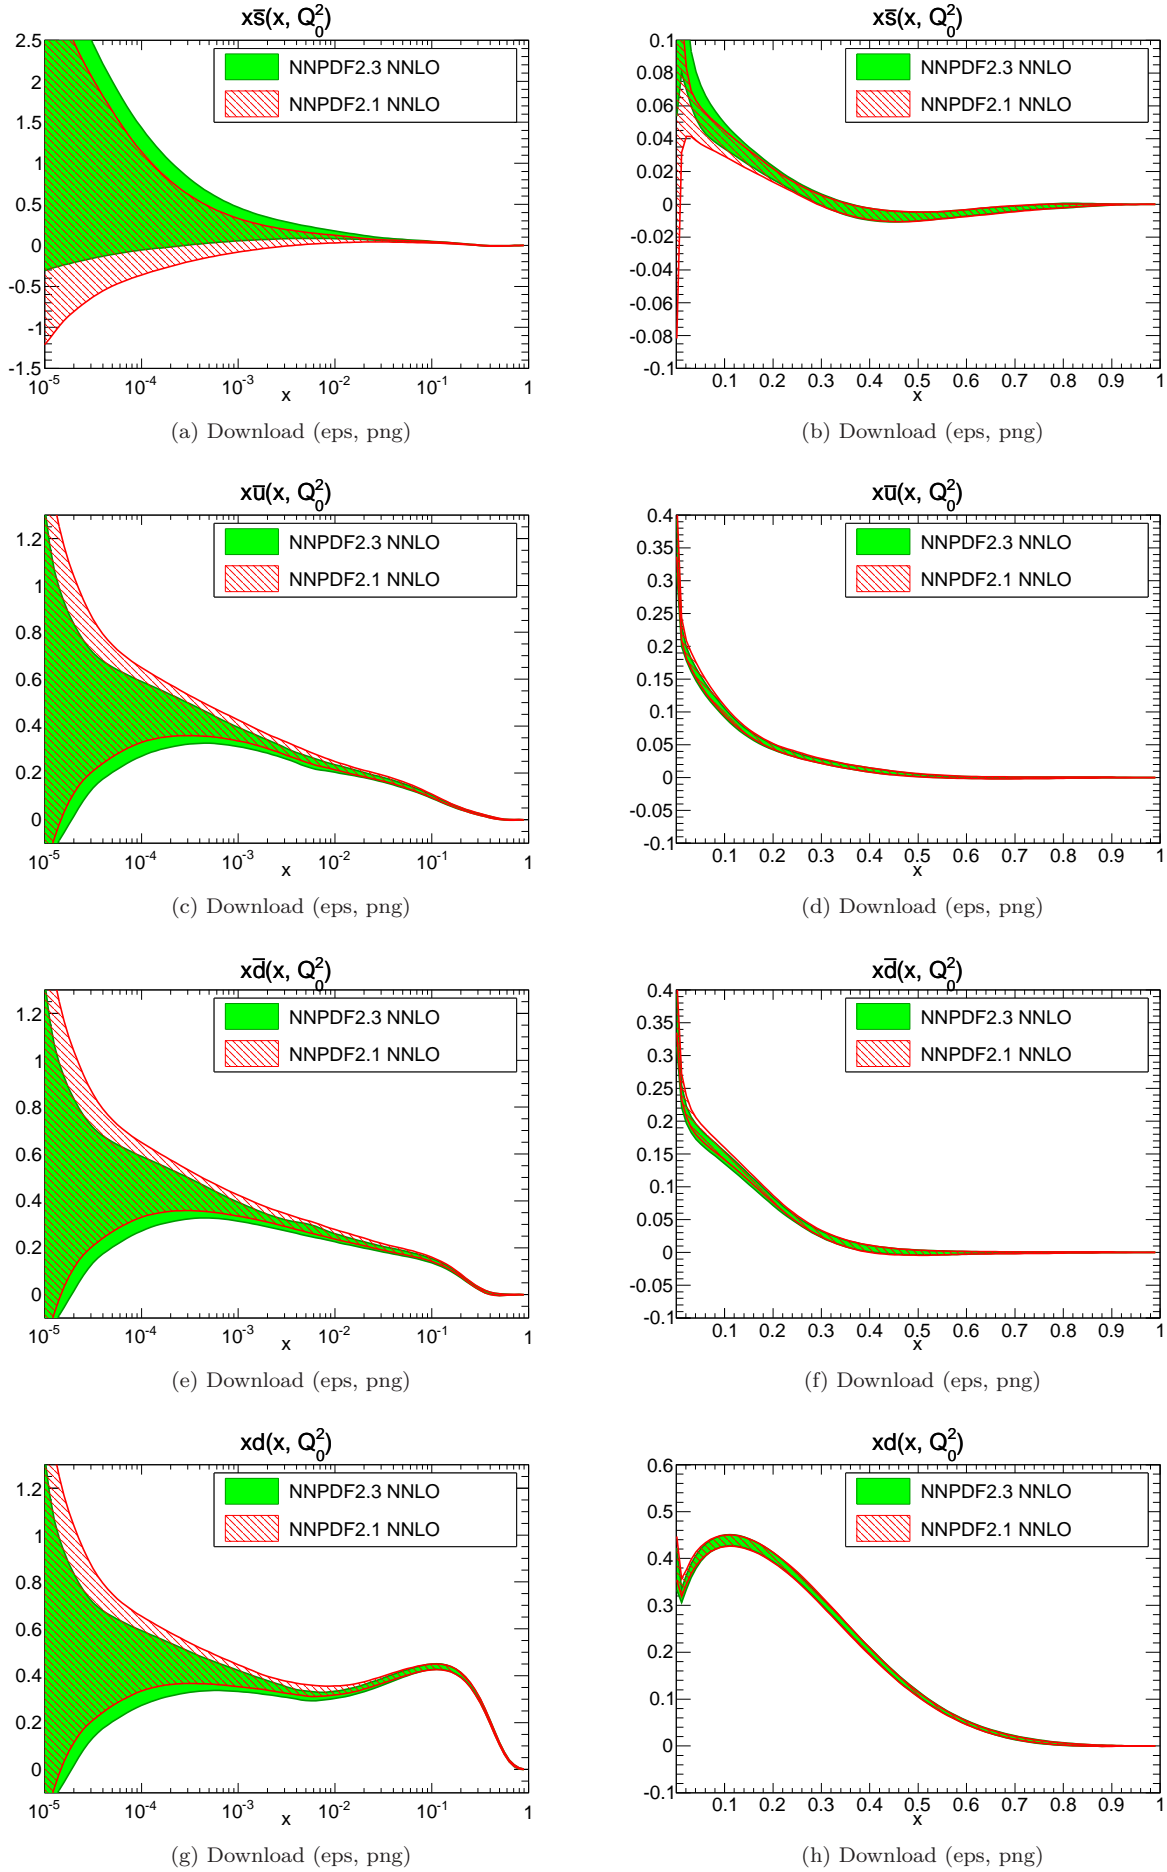 xs̅(x, Q₀²)
2.5
2
1.5
1
0.5
0
-0.5
-1
-1.5
NNPDF2.3 NNLO
NNPDF2.1 NNLO
10⁻⁵ 10⁻⁴ 10⁻³ 10⁻² 10⁻¹ 1
x
(a) Download (eps, png)
xs̅(x, Q₀²)
0.1
0.08
0.06
0.04
0.02
0
-0.02
-0.04
-0.06
-0.08
-0.1
NNPDF2.3 NNLO
NNPDF2.1 NNLO
0.1 0.2 0.3 0.4 0.5 0.6 0.7 0.8 0.9 1
x
(b) Download (eps, png)
xu̅(x, Q₀²)
1.2
1
0.8
0.6
0.4
0.2
0
NNPDF2.3 NNLO
NNPDF2.1 NNLO
10⁻⁵ 10⁻⁴ 10⁻³ 10⁻² 10⁻¹ 1
x
(c) Download (eps, png)
xu̅(x, Q₀²)
0.4
0.35
0.3
0.25
0.2
0.15
0.1
0.05
0
-0.05
-0.1
NNPDF2.3 NNLO
NNPDF2.1 NNLO
0.1 0.2 0.3 0.4 0.5 0.6 0.7 0.8 0.9 1
x
(d) Download (eps, png)
xd̅(x, Q₀²)
1.2
1
0.8
0.6
0.4
0.2
0
NNPDF2.3 NNLO
NNPDF2.1 NNLO
10⁻⁵ 10⁻⁴ 10⁻³ 10⁻² 10⁻¹ 1
x
(e) Download (eps, png)
xd̅(x, Q₀²)
0.4
0.35
0.3
0.25
0.2
0.15
0.1
0.05
0
-0.05
-0.1
NNPDF2.3 NNLO
NNPDF2.1 NNLO
0.1 0.2 0.3 0.4 0.5 0.6 0.7 0.8 0.9 1
x
(f) Download (eps, png)
xd(x, Q₀²)
1.2
1
0.8
0.6
0.4
0.2
0
NNPDF2.3 NNLO
NNPDF2.1 NNLO
10⁻⁵ 10⁻⁴ 10⁻³ 10⁻² 10⁻¹ 1
x
(g) Download (eps, png)
xd(x, Q₀²)
0.6
0.5
0.4
0.3
0.2
0.1
0
-0.1
NNPDF2.3 NNLO
NNPDF2.1 NNLO
0.1 0.2 0.3 0.4 0.5 0.6 0.7 0.8 0.9 1
x
(h) Download (eps, png)